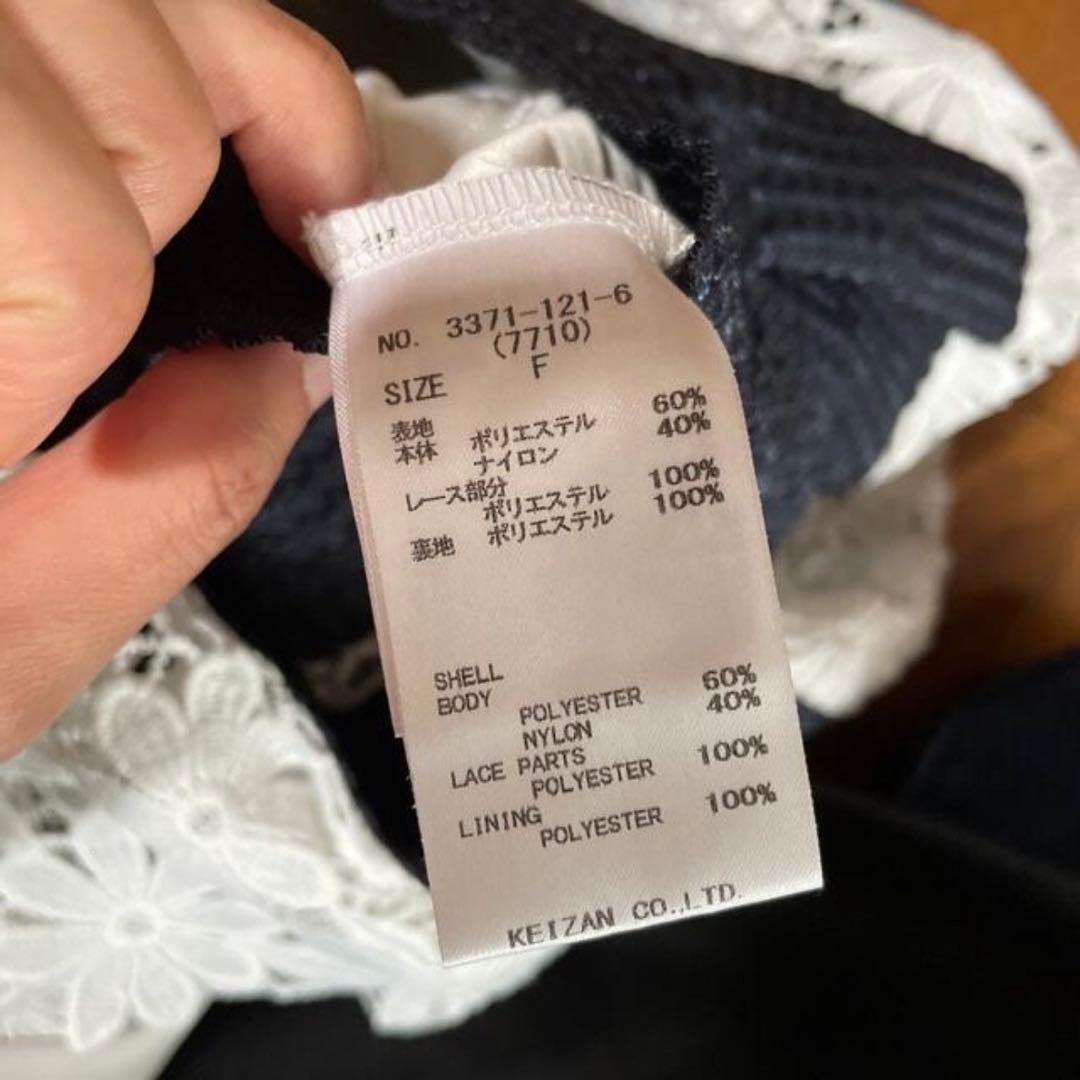 NO. 3371-121-6
(7710)
SIZE F
表地
本体 ポリエステル 60%
ナイロン 40%
レース部分
ポリエステル 100%
裏地 ポリエステル 100%
SHELL
BODY
POLYESTER 60%
NYLON 40%
LACE PARTS
POLYESTER 100%
LINING
POLYESTER 100%
KEIZAN CO.,LTD.